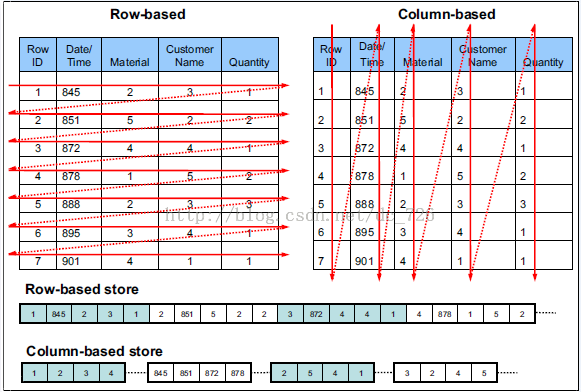 Row-based
Column-based
Row ID Date/ Time Material Customer Name Quantity
1 845 2 3 1
2 851 5 2 2
3 872 4 4 1
4 878 1 5 2
5 888 2 3 3
6 895 3 4 1
7 901 4 1 1
Row ID Date/ Time Material Customer Name Quantity
1 845 2 3 1
2 851 5 2 2
3 872 4 4 1
4 878 1 5 2
5 888 2 3 3
6 895 3 4 1
7 901 4 1 1
Row-based store
1 845 2 3 1 2 851 5 2 2 3 872 4 4 1 4 878 1 5 2
Column-based store
1 2 3 4 845 851 872 878 2 5 4 1 3 2 4 5